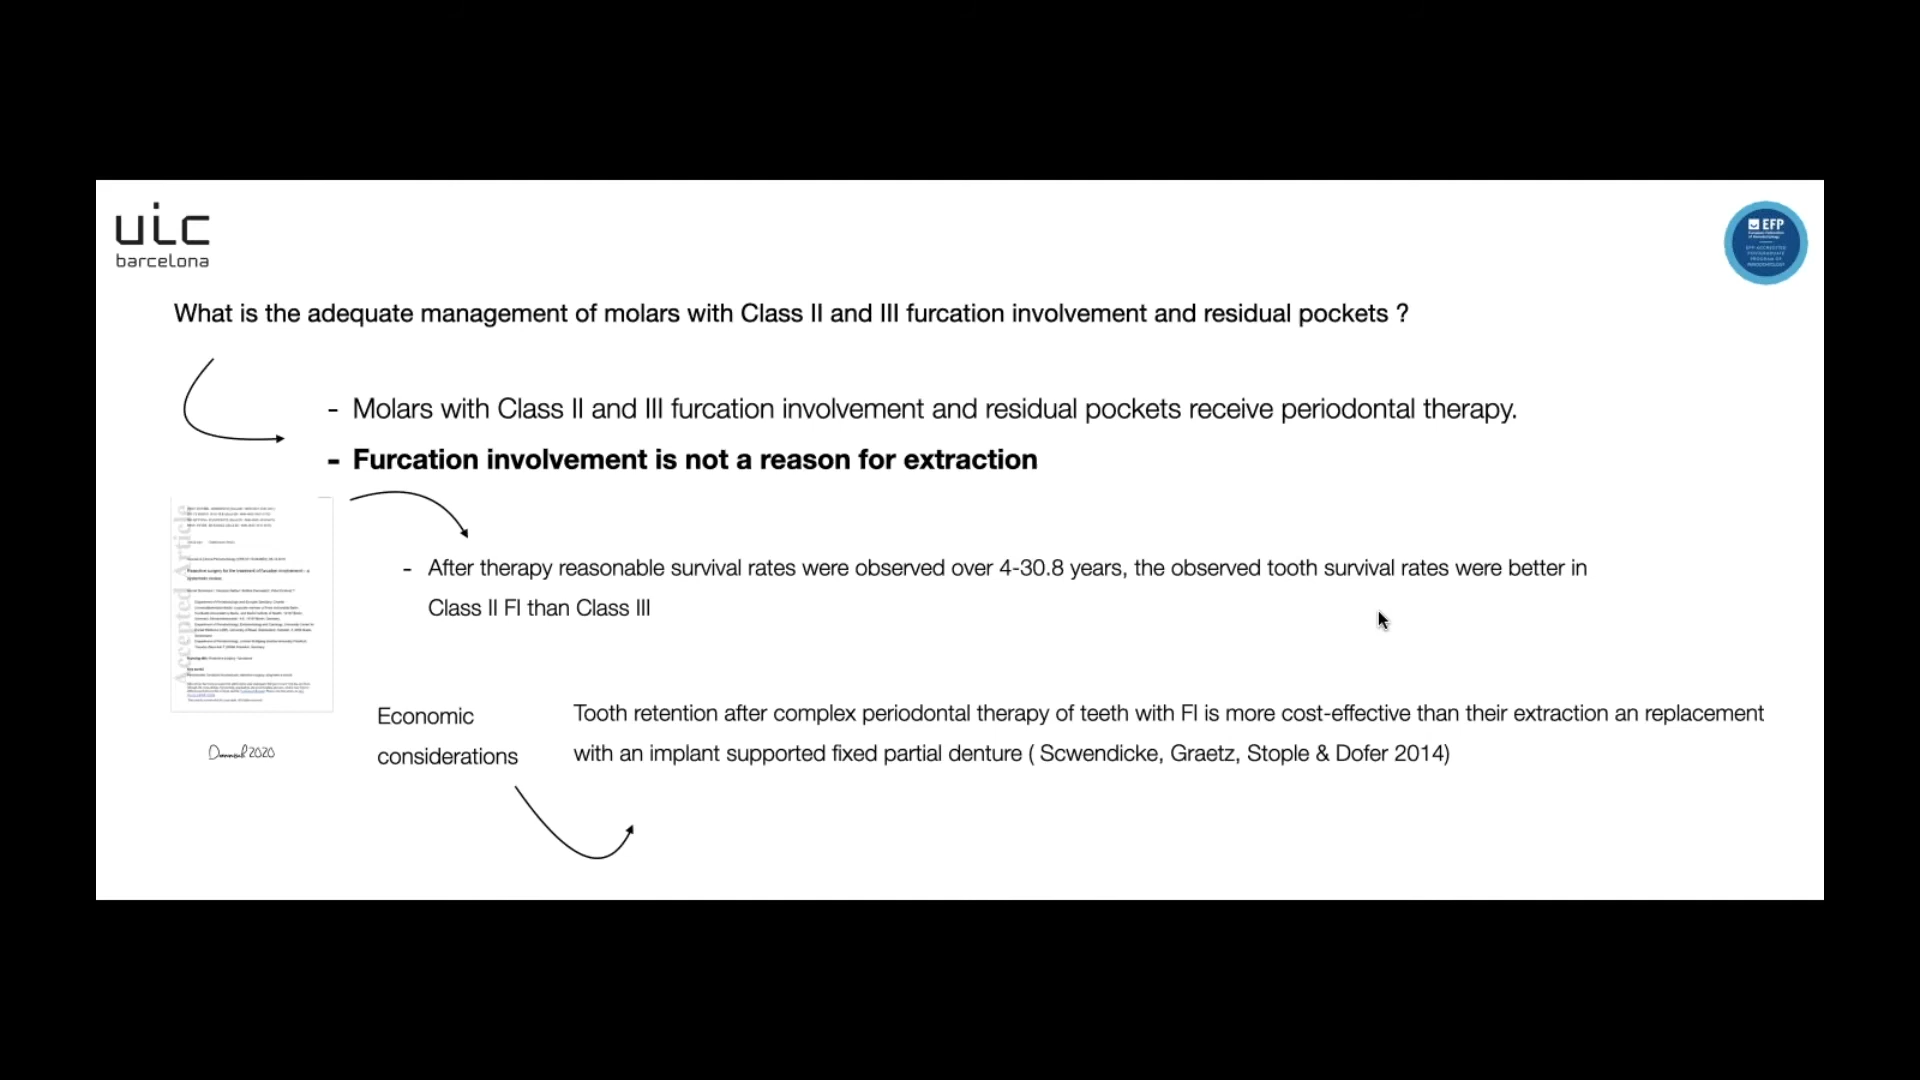 uic
barcelona
EFP
What is the adequate management of molars with Class II and III furcation involvement and residual pockets ?
- Molars with Class II and III furcation involvement and residual pockets receive periodontal therapy.
- Furcation involvement is not a reason for extraction
Accepted Article
- After therapy reasonable survival rates were observed over 4-30.8 years, the observed tooth survival rates were better in
Class II FI than Class III
Economic
considerations
Tooth retention after complex periodontal therapy of teeth with FI is more cost-effective than their extraction an replacement
with an implant supported fixed partial denture ( Scwendicke, Graetz, Stople & Dofer 2014)
2020